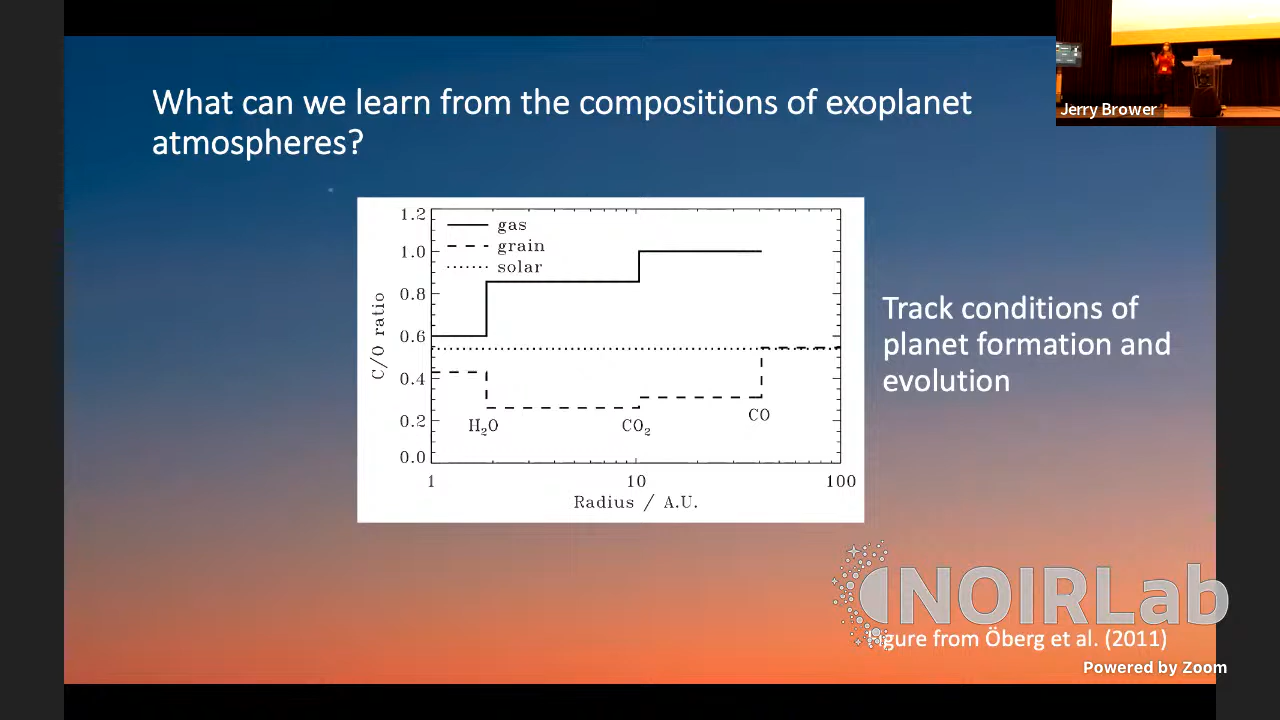 What can we learn from the compositions of exoplanet
atmospheres?
Jerry Brower
1.2
1.0
0.8
0.6
0.4
0.2
0.0
C/O ratio
gas
grain
solar
H₂O
CO₂
CO
1
10
100
Radius / A.U.
Track conditions of
planet formation and
evolution
NOIRLab
Figure from Öberg et al. (2011)
Powered by Zoom